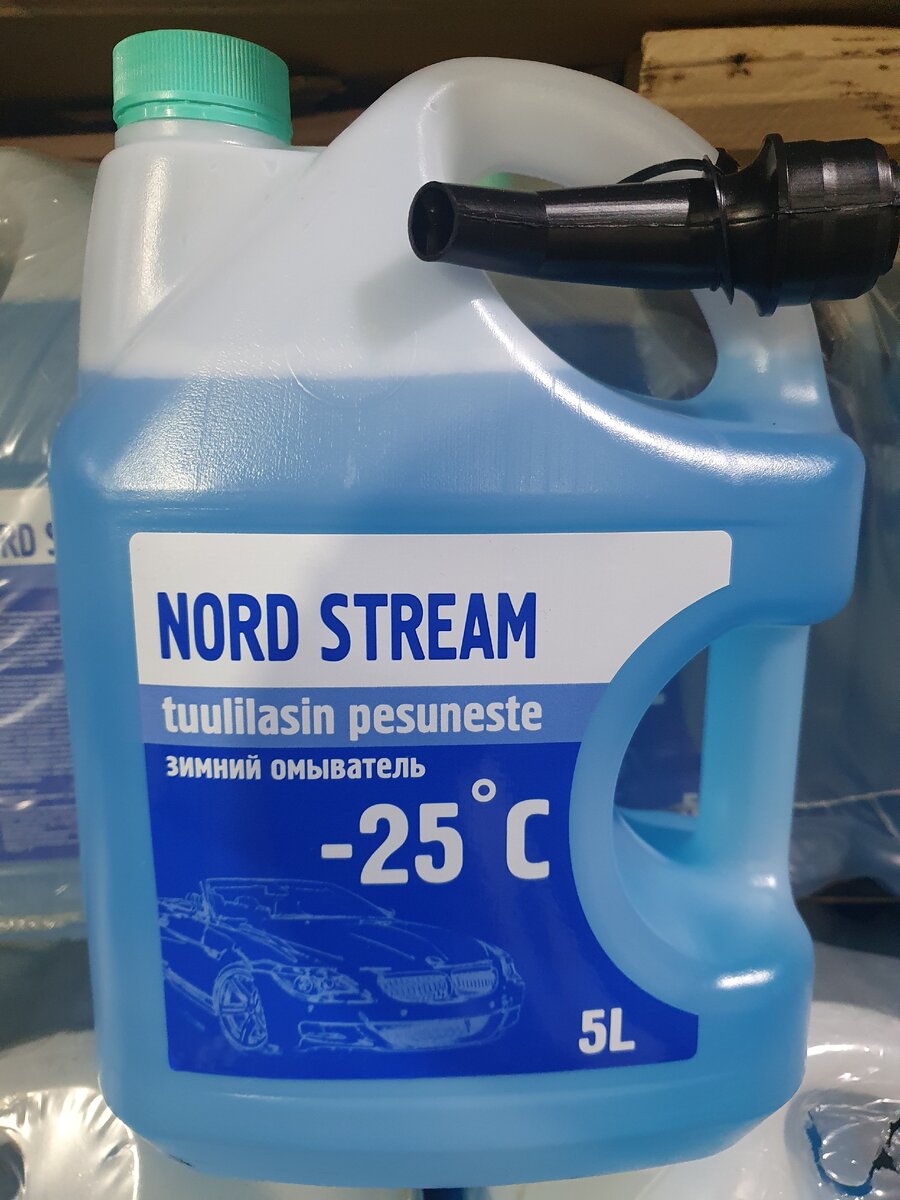 NORD STREAM
tuulilasin pesuneste
зимний омыватель
-25°C
5L